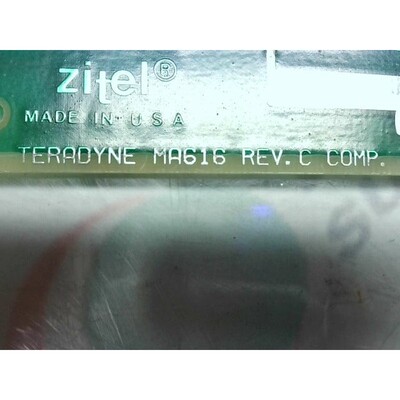 zitel®
MADE IN U S A
TERADYNE MA616 REV. C COMP.